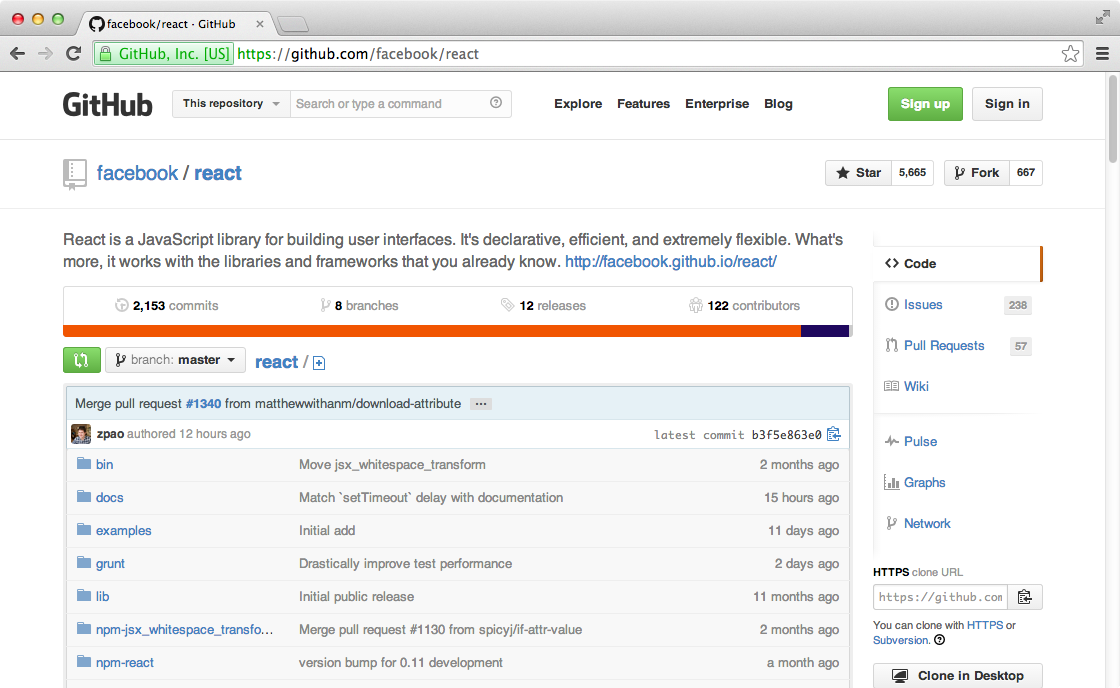 facebook/react · GitHub
GitHub, Inc. [US] https://github.com/facebook/react
GitHub This repository Search or type a command Explore Features Enterprise Blog Sign up Sign in
facebook / react Star 5,665 Fork 667
React is a JavaScript library for building user interfaces. It's declarative, efficient, and extremely flexible. What's
more, it works with the libraries and frameworks that you already know. http://facebook.github.io/react/
2,153 commits 8 branches 12 releases 122 contributors
branch: master react /
Merge pull request #1340 from matthewwithanm/download-attribute ...
zpao authored 12 hours ago latest commit b3f5e863e0
bin Move jsx_whitespace_transform 2 months ago
docs Match `setTimeout` delay with documentation 15 hours ago
examples Initial add 11 days ago
grunt Drastically improve test performance 2 days ago
lib Initial public release 11 months ago
npm-jsx_whitespace_transfo... Merge pull request #1130 from spicyj/if-attr-value 2 months ago
npm-react version bump for 0.11 development a month ago
Code
Issues 238
Pull Requests 57
Wiki
Pulse
Graphs
Network
HTTPS clone URL
https://github.com
You can clone with HTTPS or
Subversion.
Clone in Desktop